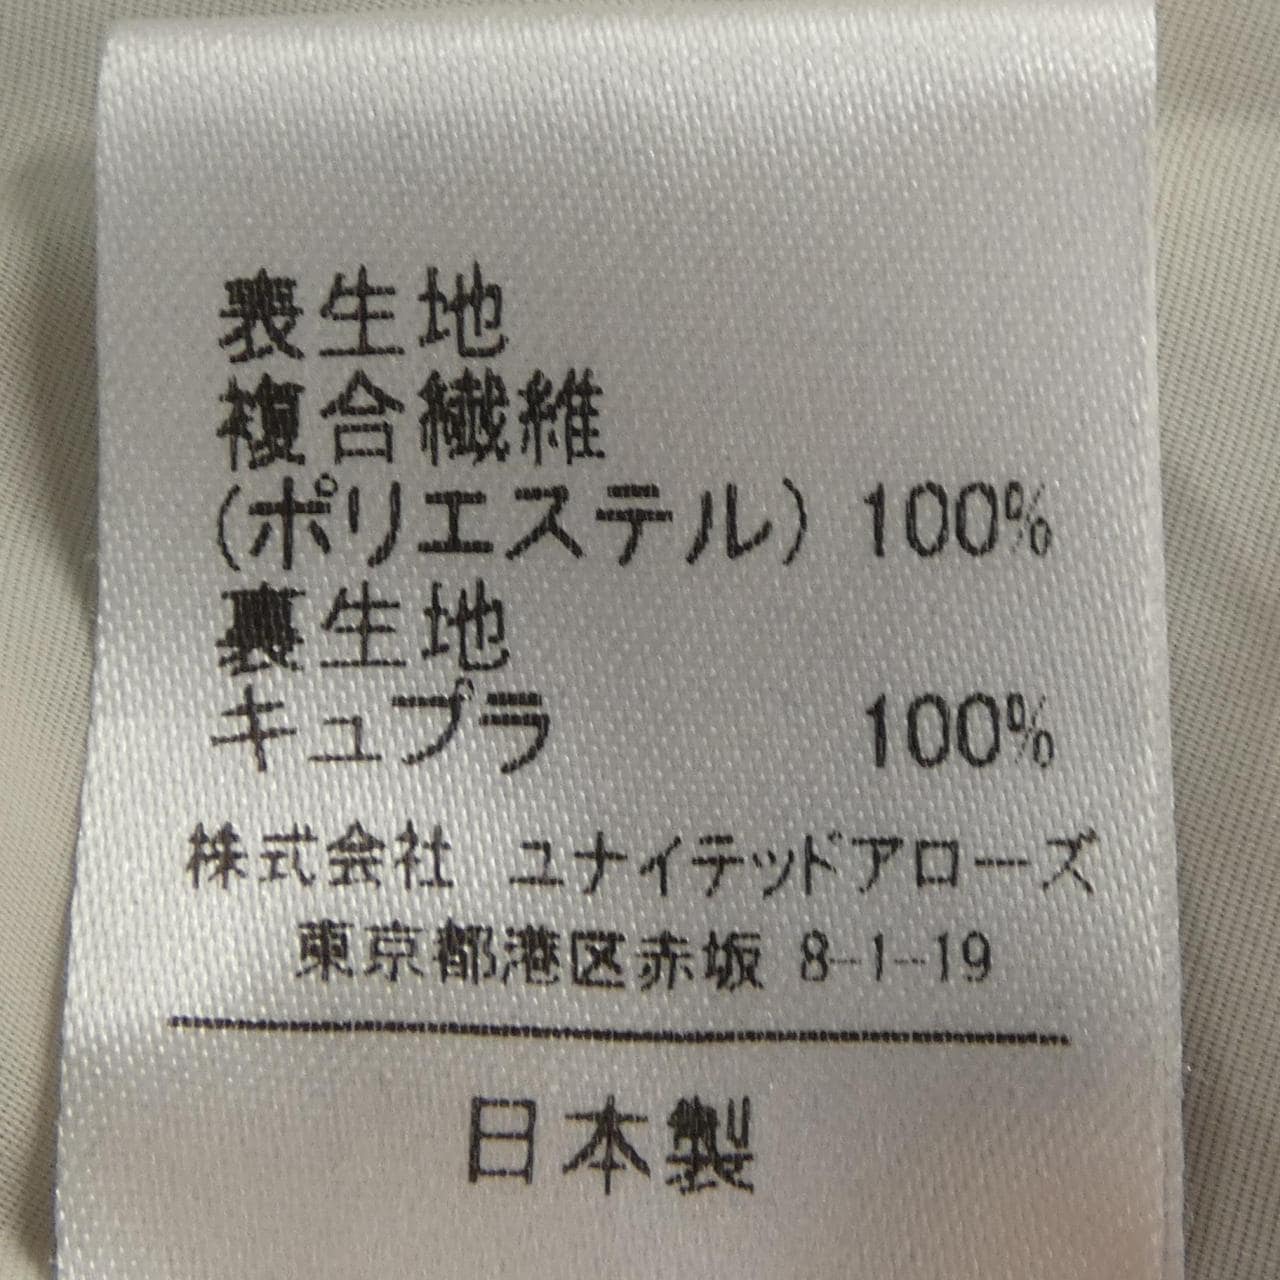 表生地
複合繊維
(ポリエステル) 100%
裏生地
キュプラ 100%
株式会社 ユナイテッドアローズ
東京都港区赤坂 8-1-19
日本製